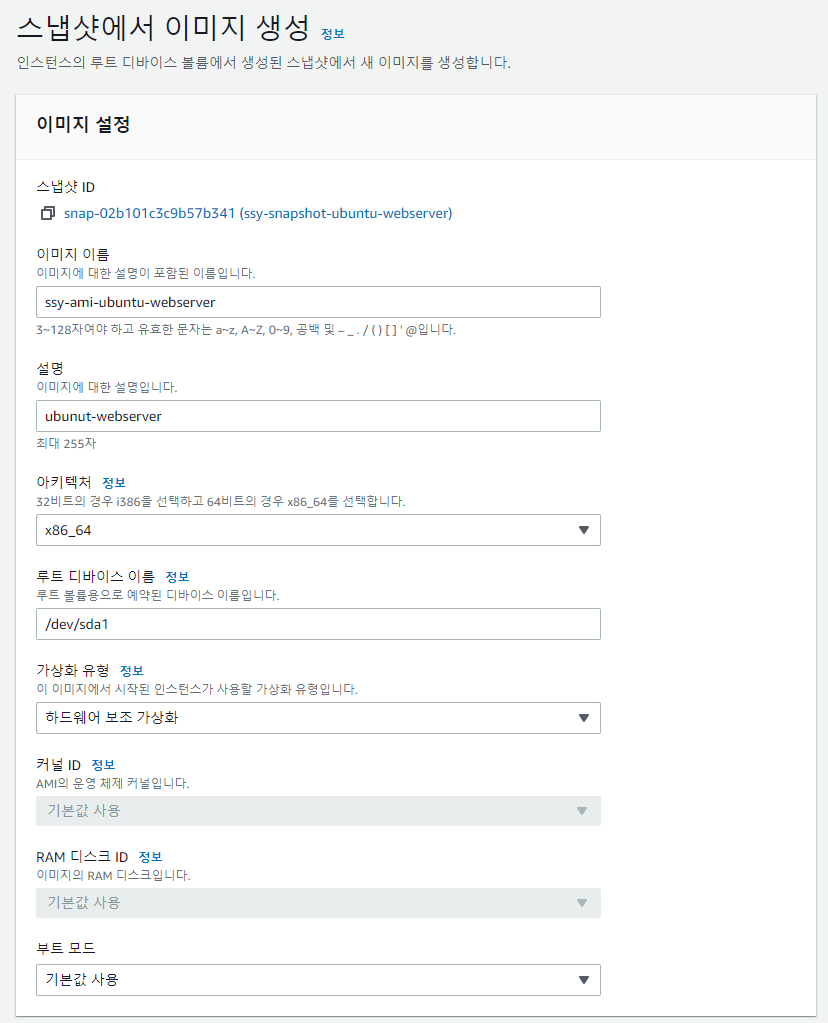 스냅샷에서 이미지 생성 정보
인스턴스의 루트 디바이스 볼륨에서 생성된 스냅샷에서 새 이미지를 생성합니다.
이미지 설정
스냅샷 ID
snap-02b101c3c9b57b341 (ssy-snapshot-ubuntu-webserver)
이미지 이름
이미지에 대한 설명이 포함된 이름입니다.
ssy-ami-ubuntu-webserver
3~128자여야 하고 유효한 문자는 a~z, A~Z, 0~9, 공백 및 – _ . / ( ) [ ] ' @입니다.
설명
이미지에 대한 설명입니다.
ubunut-webserver
최대 255자
아키텍처 정보
32비트의 경우 i386을 선택하고 64비트의 경우 x86_64를 선택합니다.
x86_64
루트 디바이스 이름 정보
루트 볼륨용으로 예약된 디바이스 이름입니다.
/dev/sda1
가상화 유형 정보
이 이미지에서 시작된 인스턴스가 사용할 가상화 유형입니다.
하드웨어 보조 가상화
커널 ID 정보
AMI의 운영 체제 커널입니다.
기본값 사용
RAM 디스크 ID 정보
이미지의 RAM 디스크입니다.
기본값 사용
부트 모드
기본값 사용